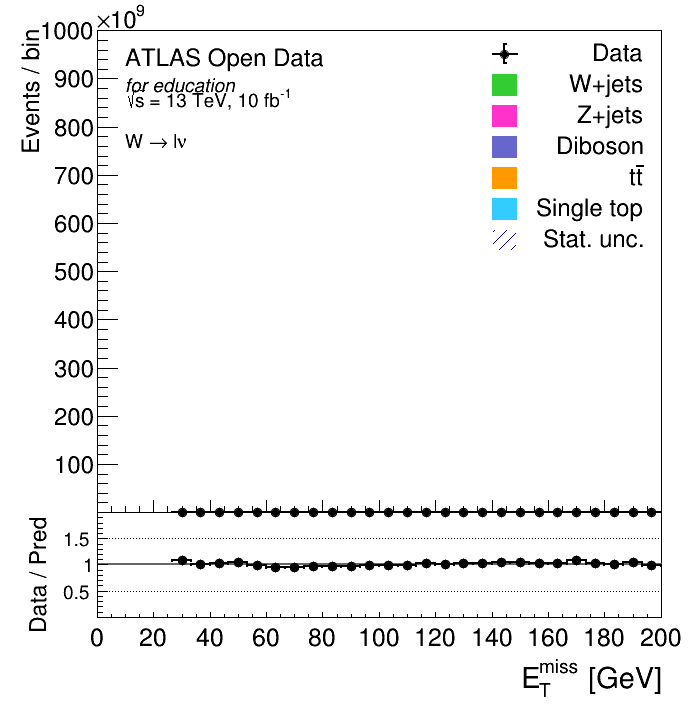 ×10⁹
1000
900
800
700
600
500
400
300
200
100
Events / bin
ATLAS Open Data
for education
√s = 13 TeV, 10 fb⁻¹
W → lν
Data
W+jets
Z+jets
Diboson
tt̄
Single top
Stat. unc.
1.5
1
0.5
Data / Pred
0 20 40 60 80 100 120 140 160 180 200
E_T^miss [GeV]